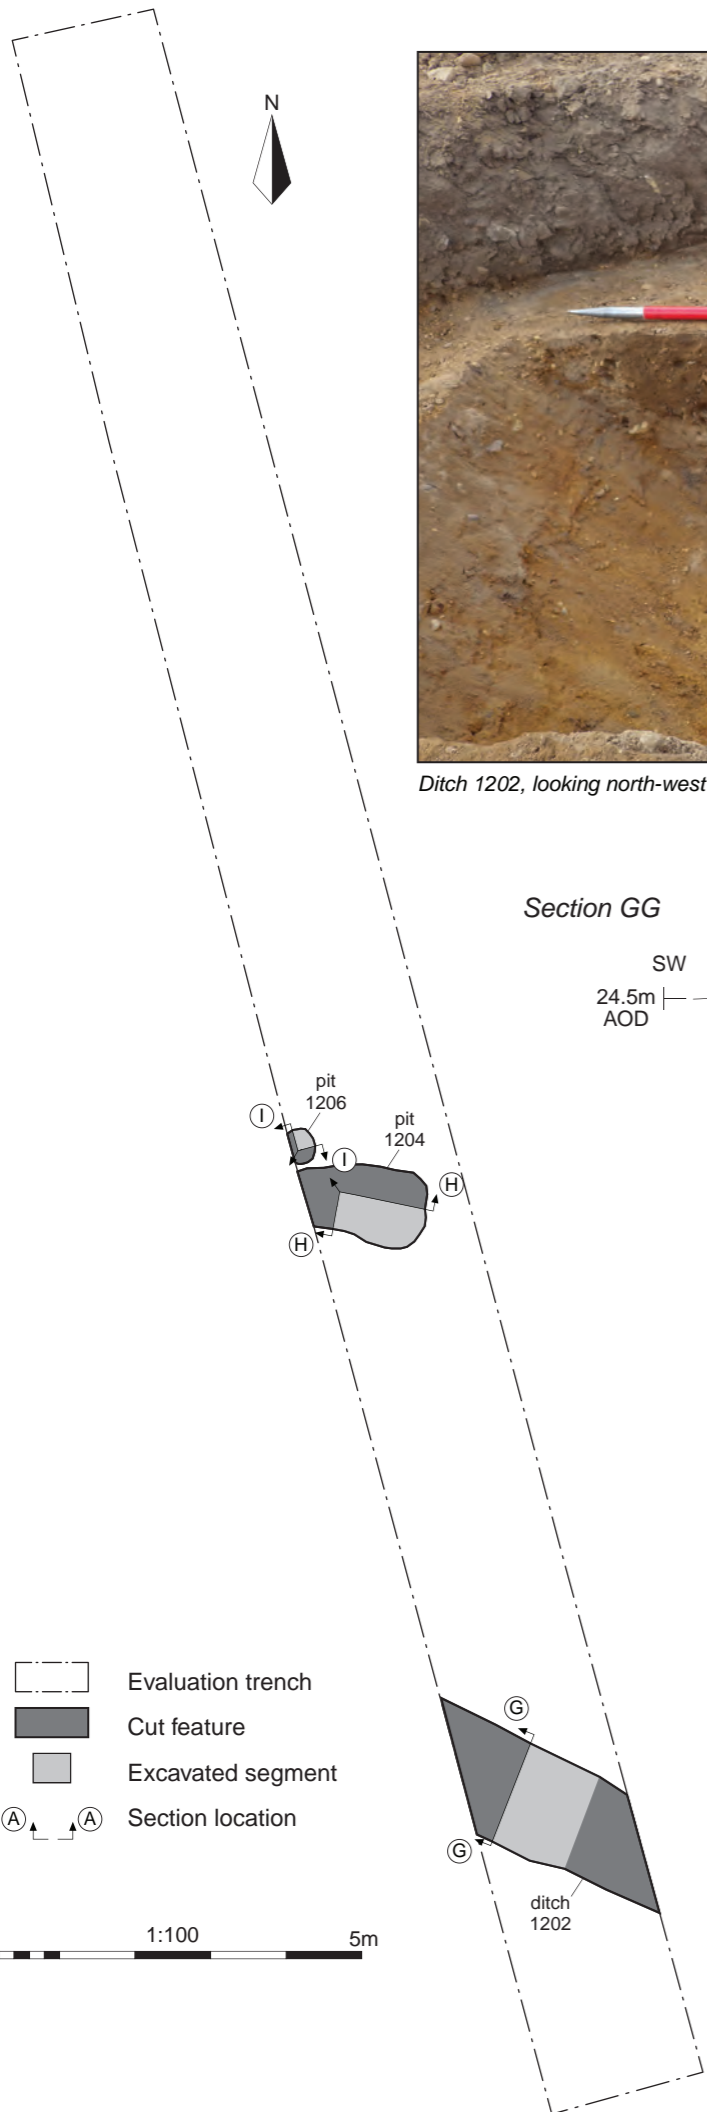 N
Ditch 1202, looking north-west
Section GG
SW
24.5m
AOD
pit
1206
pit
1204
I
I
H
H
Evaluation trench
Cut feature
Excavated segment
A A Section location
G
G
ditch
1202
1:100 5m